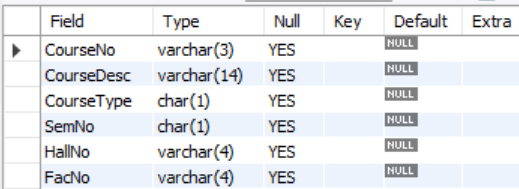 Field Type Null Key Default Extra
CourseNo varchar(3) YES NULL
CourseDesc varchar(14) YES NULL
CourseType char(1) YES NULL
SemNo char(1) YES NULL
HallNo varchar(4) YES NULL
FacNo varchar(4) YES NULL